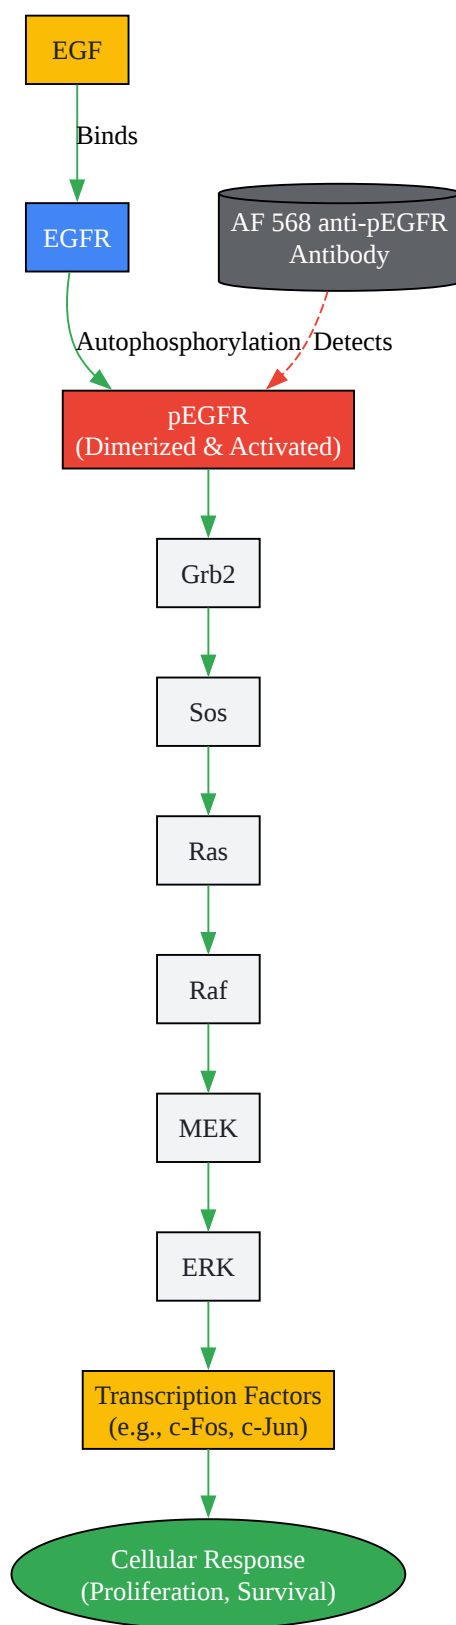 EGF
Binds
EGFR
AF 568 anti-pEGFR
Antibody
Autophosphorylation
Detects
pEGFR
(Dimerized & Activated)
Grb2
Sos
Ras
Raf
MEK
ERK
Transcription Factors
(e.g., c-Fos, c-Jun)
Cellular Response
(Proliferation, Survival)